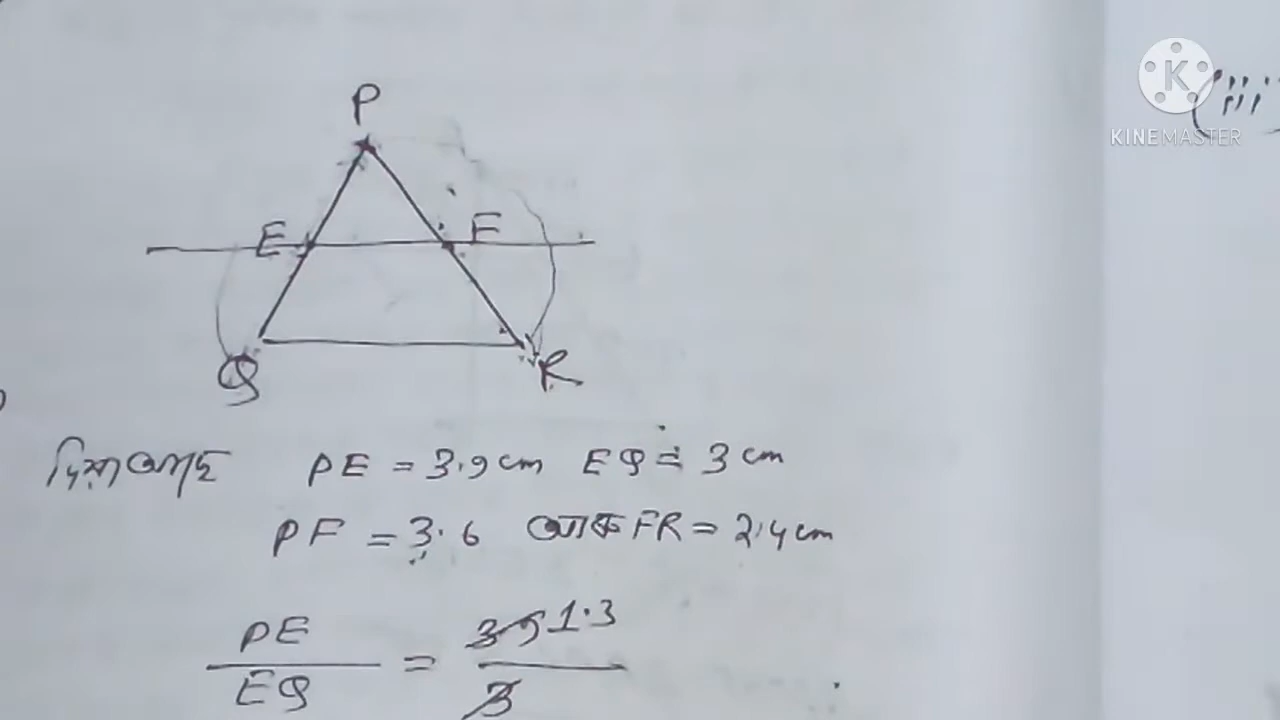 P
(iii
KINEMASTER
E F
Q R
দিয়া আছে PE = 3.9 cm EQ = 3 cm
PF = 3.6 আৰু FR = 2.4 cm
PE / EQ = 3.9 1.3 / 3